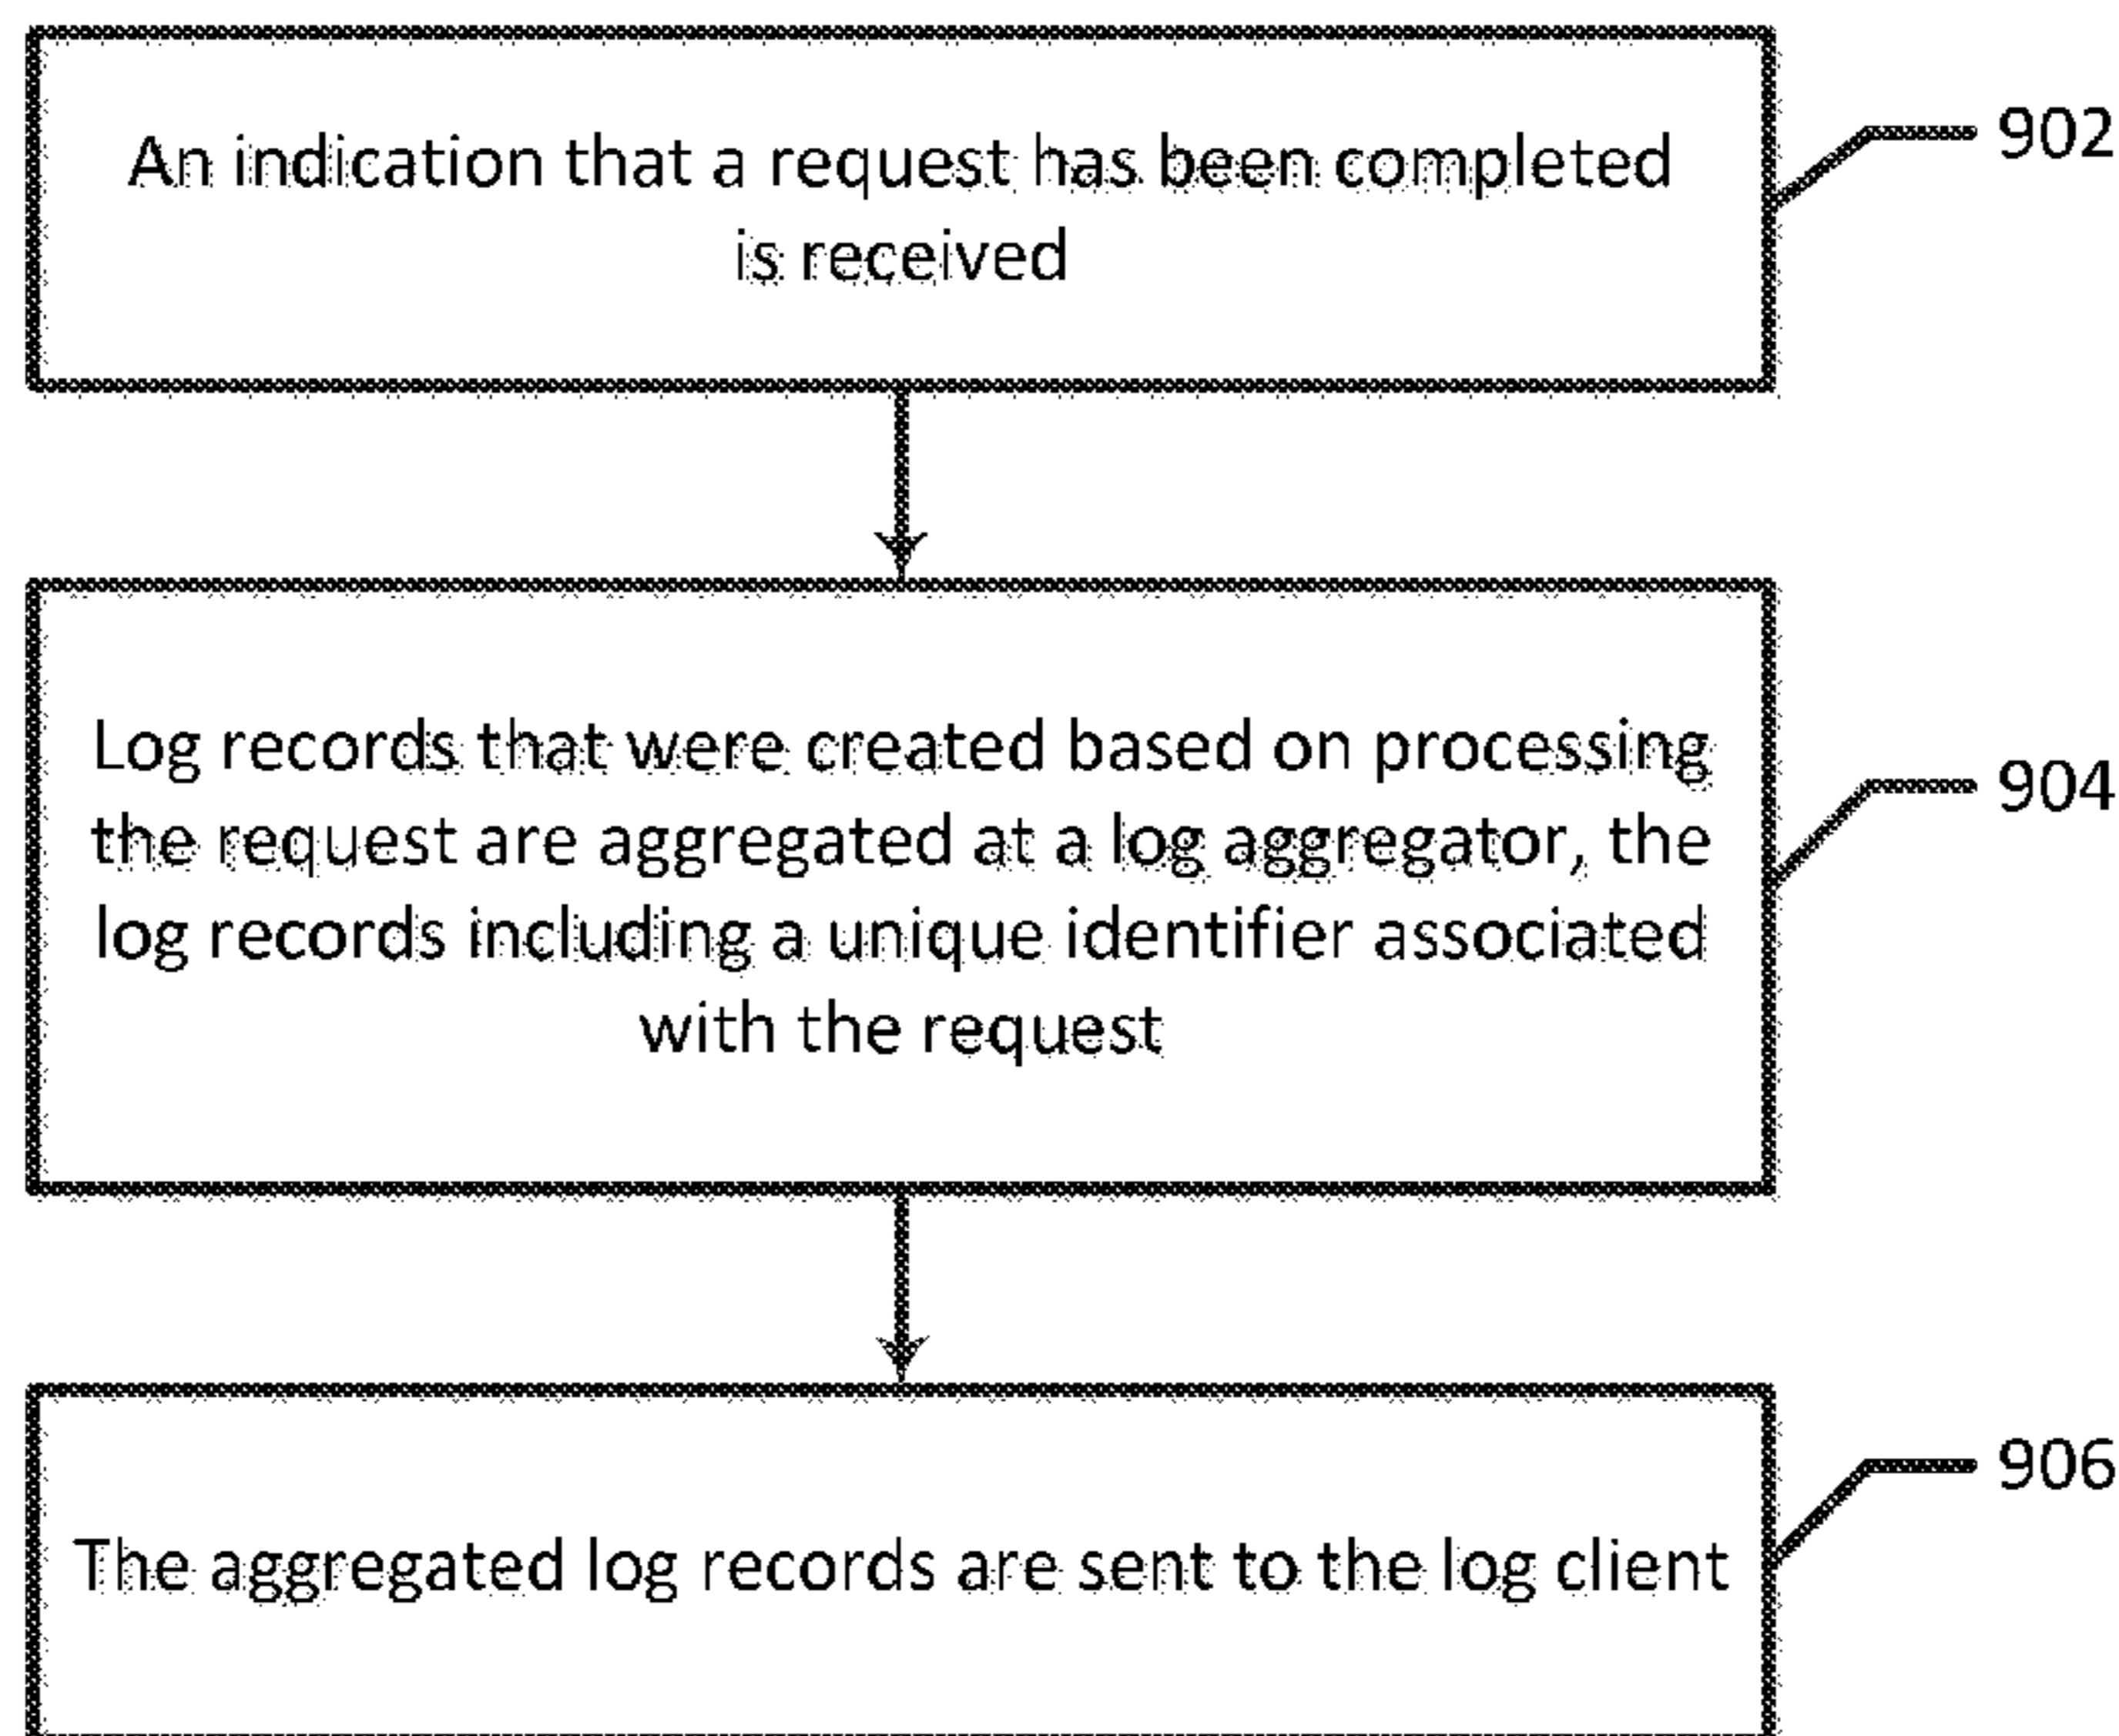 An indication that a request has been completed
is received
902
Log records that were created based on processing
the request are aggregated at a log aggregator, the
log records including a unique identifier associated
with the request
904
The aggregated log records are sent to the log client
906